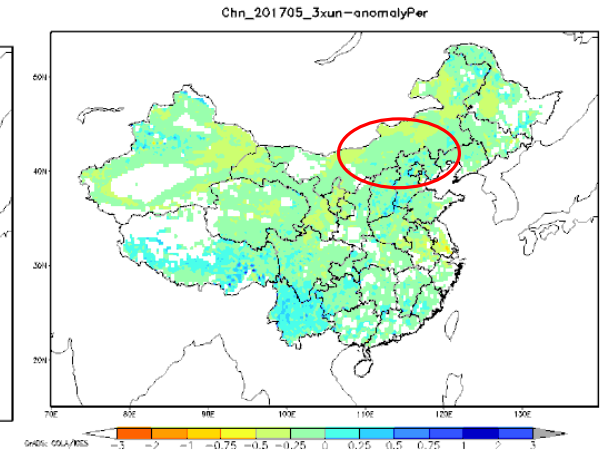 Chn_201705_3xun-anomalyPer
50N
40N
30N
20N
70E 80E 90E 100E 110E 120E 130E
GrADS: COLA/IGES
-3 -2 -1 -0.75 -0.5 -0.25 0 0.25 0.5 0.75 1 2 3